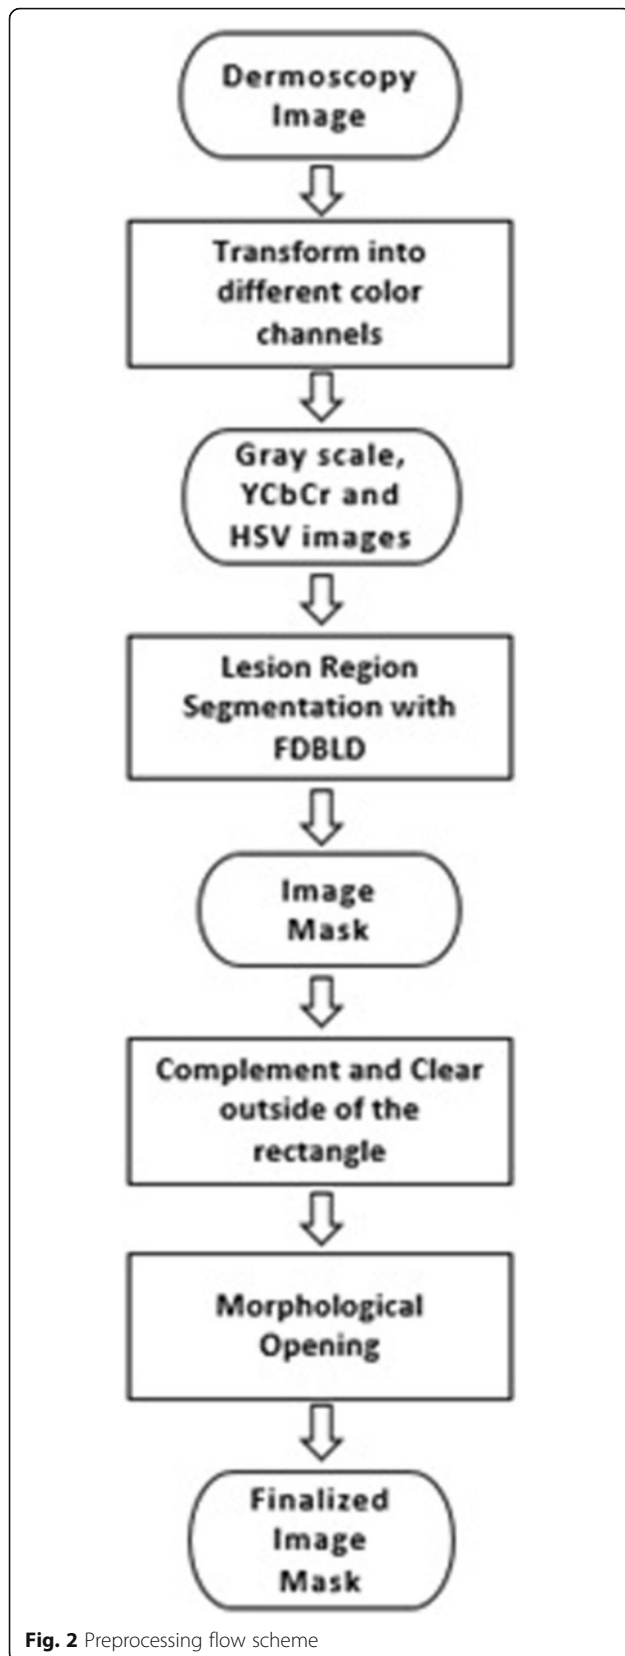 Dermoscopy
Image
Transform into
different color
channels
Gray scale,
YCbCr and
HSV images
Lesion Region
Segmentation with
FDBLD
Image
Mask
Complement and Clear
outside of the
rectangle
Morphological
Opening
Finalized
Image
Mask
Fig. 2 Preprocessing flow scheme